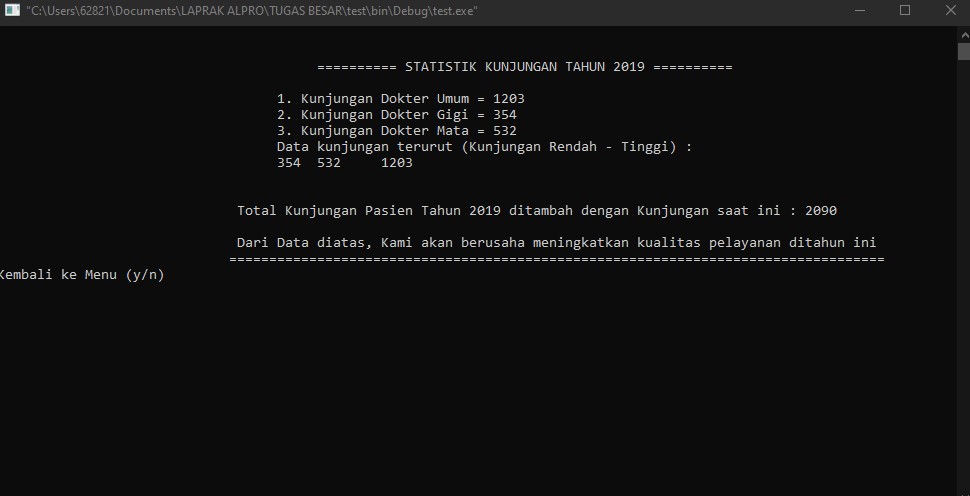 "C:\Users\62821\Documents\LAPRAK ALPRO\TUGAS BESAR\test\bin\Debug\test.exe"
========== STATISTIK KUNJUNGAN TAHUN 2019 ==========
1. Kunjungan Dokter Umum = 1203
2. Kunjungan Dokter Gigi = 354
3. Kunjungan Dokter Mata = 532
Data kunjungan terurut (Kunjungan Rendah - Tinggi) :
354 532 1203
Total Kunjungan Pasien Tahun 2019 ditambah dengan Kunjungan saat ini : 2090
Dari Data diatas, Kami akan berusaha meningkatkan kualitas pelayanan ditahun ini
==================================================================================
Kembali ke Menu (y/n)